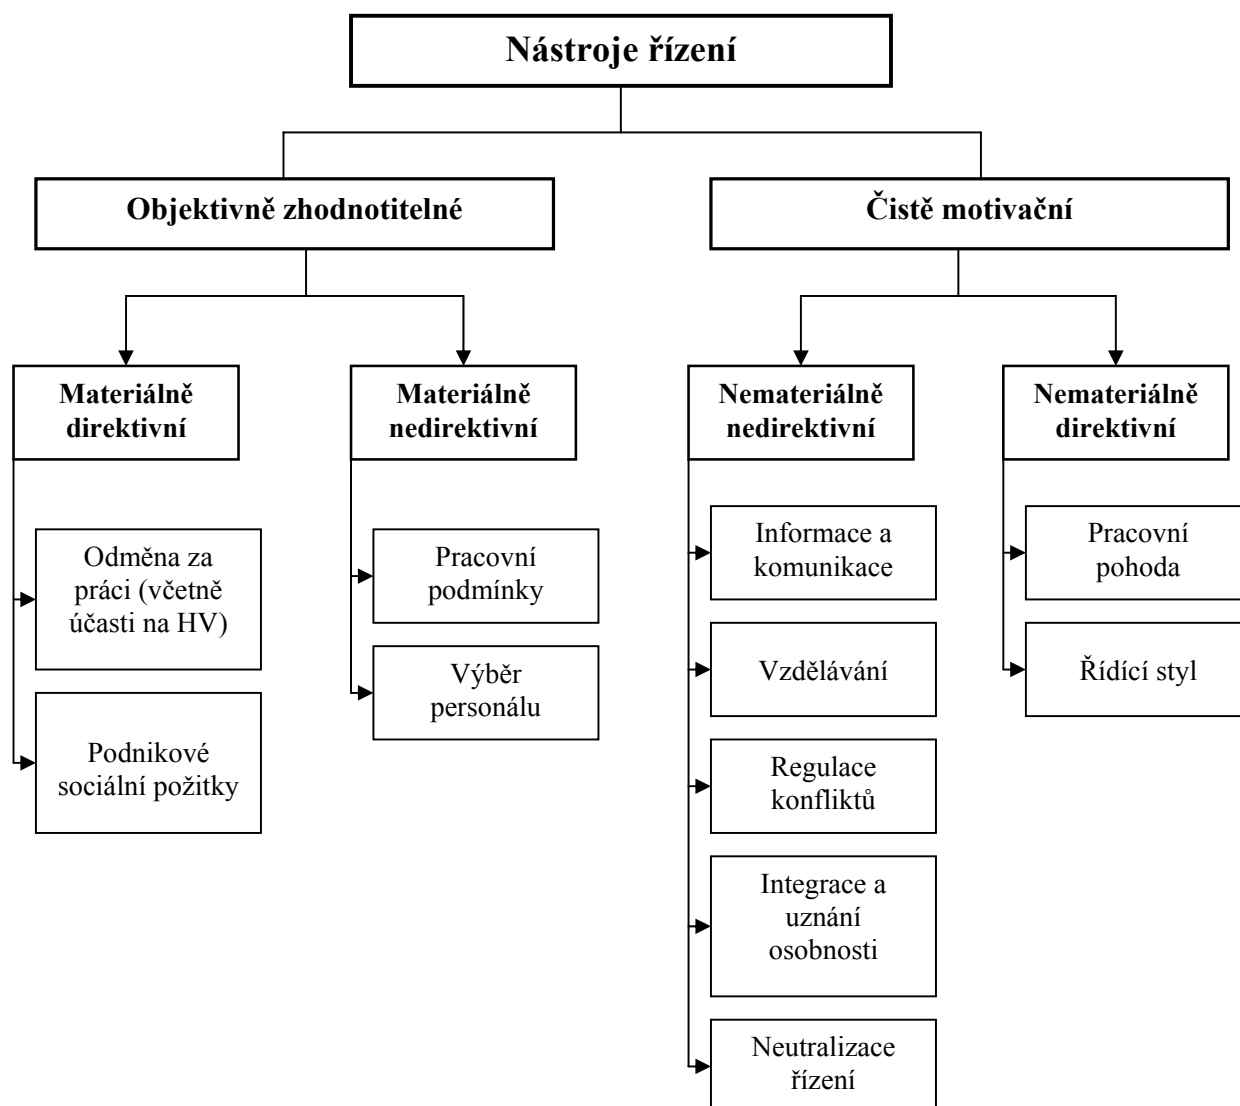 Nástroje řízení
Objektivně zhodnotitelné
Čistě motivační
Materiálně
direktivní
Materiálně
nedirektivní
Nemateriálně
nedirektivní
Nemateriálně
direktivní
Odměna za
práci (včetně
účasti na HV)
Podnikové
sociální požitky
Pracovní
podmínky
Výběr
personálu
Informace a
komunikace
Vzdělávání
Regulace
konfliktů
Integrace a
uznání
osobnosti
Neutralizace
řízení
Pracovní
pohoda
Řídící styl